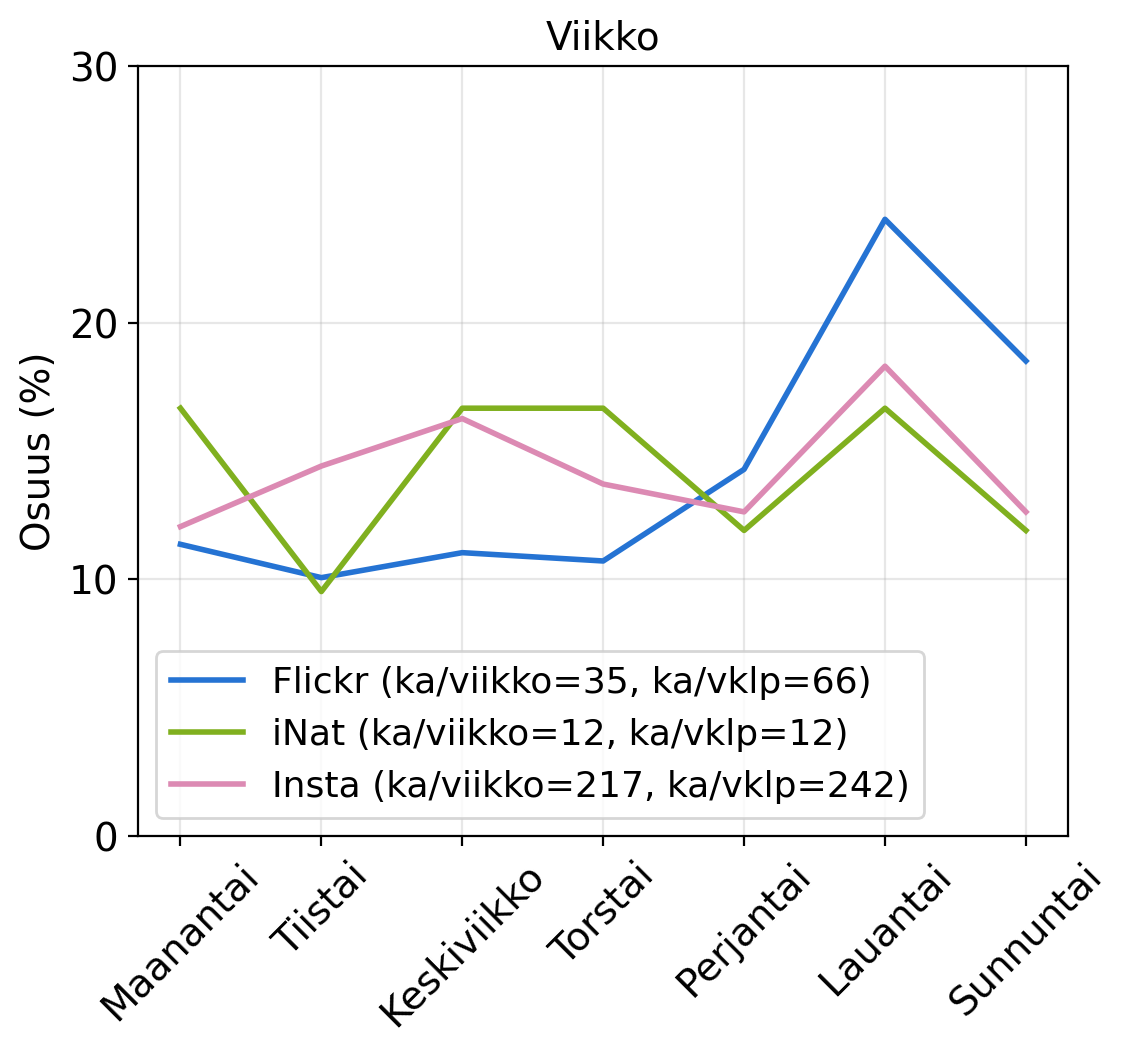 Viikko
30
20
10
0
Osuus (%)
Flickr (ka/viikko=35, ka/vklp=66)
iNat (ka/viikko=12, ka/vklp=12)
Insta (ka/viikko=217, ka/vklp=242)
Maanantai
Tiistai
Keskiviikko
Torstai
Perjantai
Lauantai
Sunnuntai